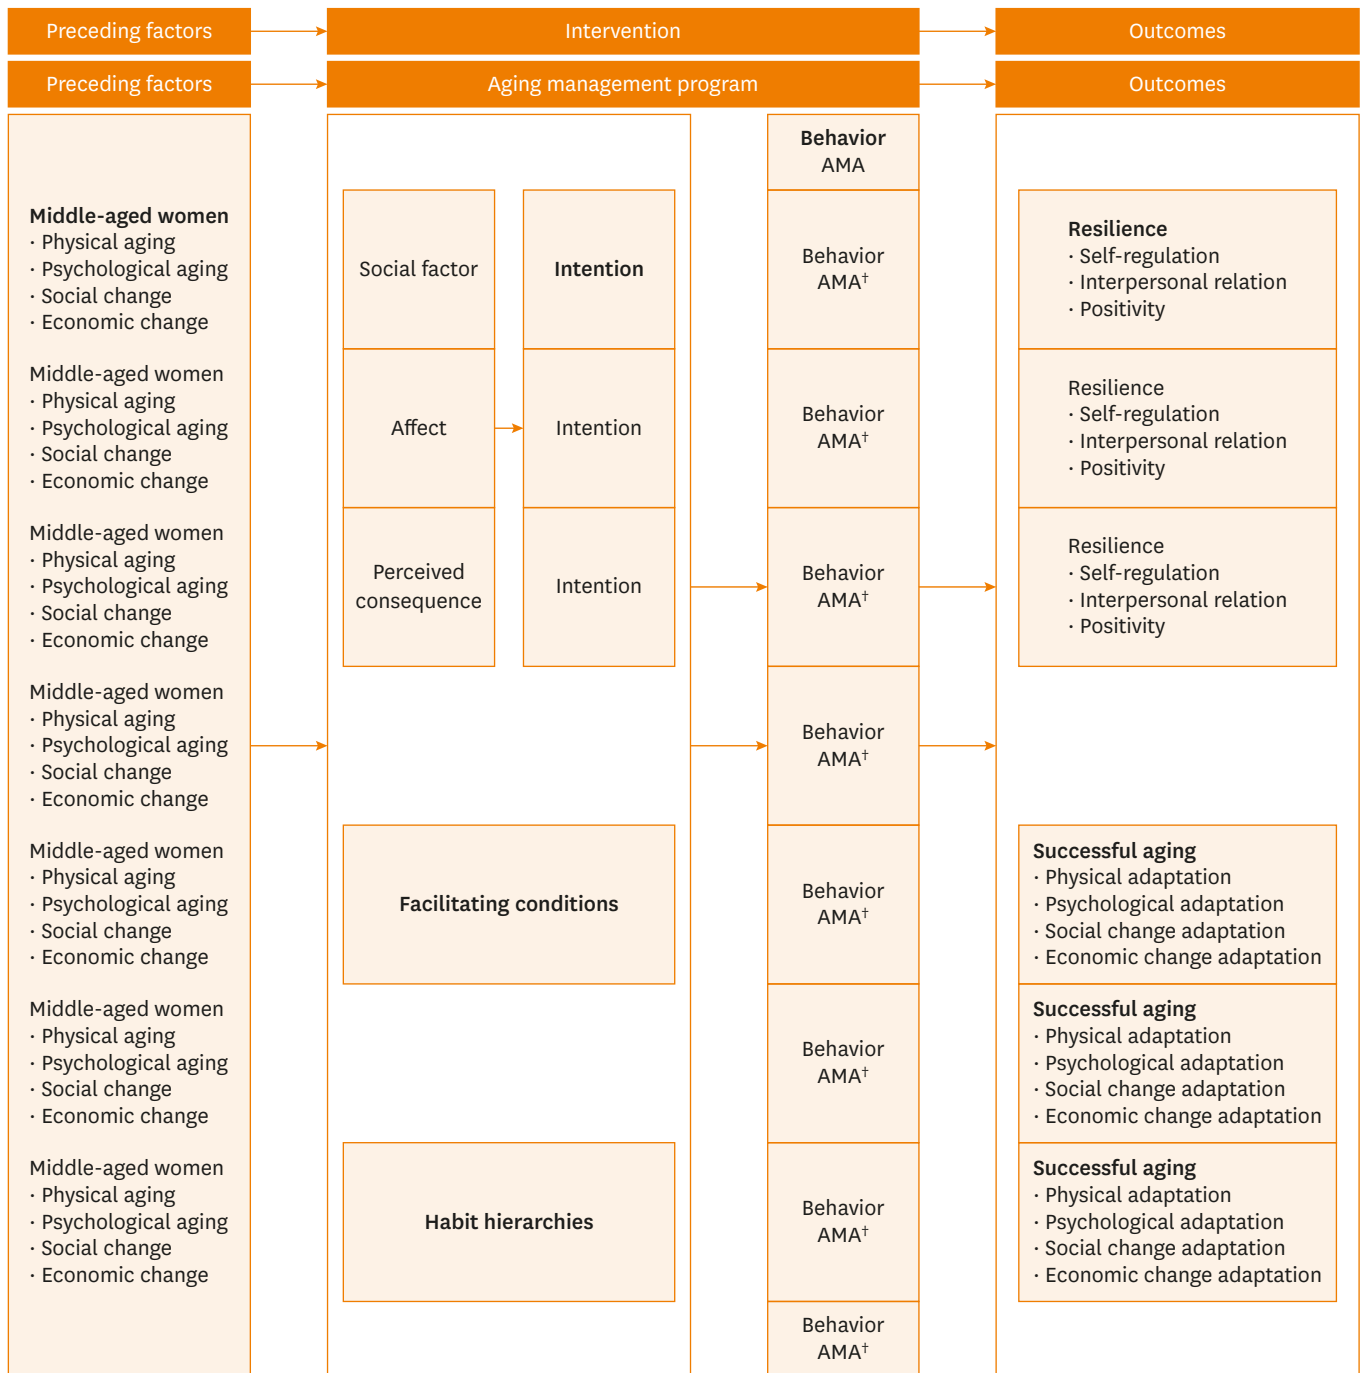 Preceding factors
Intervention
Outcomes
Preceding factors
Aging management program
Outcomes
Middle-aged women
· Physical aging
· Psychological aging
· Social change
· Economic change
Middle-aged women
· Physical aging
· Psychological aging
· Social change
· Economic change
Middle-aged women
· Physical aging
· Psychological aging
· Social change
· Economic change
Middle-aged women
· Physical aging
· Psychological aging
· Social change
· Economic change
Middle-aged women
· Physical aging
· Psychological aging
· Social change
· Economic change
Middle-aged women
· Physical aging
· Psychological aging
· Social change
· Economic change
Middle-aged women
· Physical aging
· Psychological aging
· Social change
· Economic change
Social factor
Intention
Affect
Intention
Perceived
consequence
Intention
Facilitating conditions
Habit hierarchies
Behavior
AMA
Behavior
AMA†
Behavior
AMA†
Behavior
AMA†
Behavior
AMA†
Behavior
AMA†
Behavior
AMA†
Behavior
AMA†
Behavior
AMA†
Resilience
· Self-regulation
· Interpersonal relation
· Positivity
Resilience
· Self-regulation
· Interpersonal relation
· Positivity
Resilience
· Self-regulation
· Interpersonal relation
· Positivity
Successful aging
· Physical adaptation
· Psychological adaptation
· Social change adaptation
· Economic change adaptation
Successful aging
· Physical adaptation
· Psychological adaptation
· Social change adaptation
· Economic change adaptation
Successful aging
· Physical adaptation
· Psychological adaptation
· Social change adaptation
· Economic change adaptation